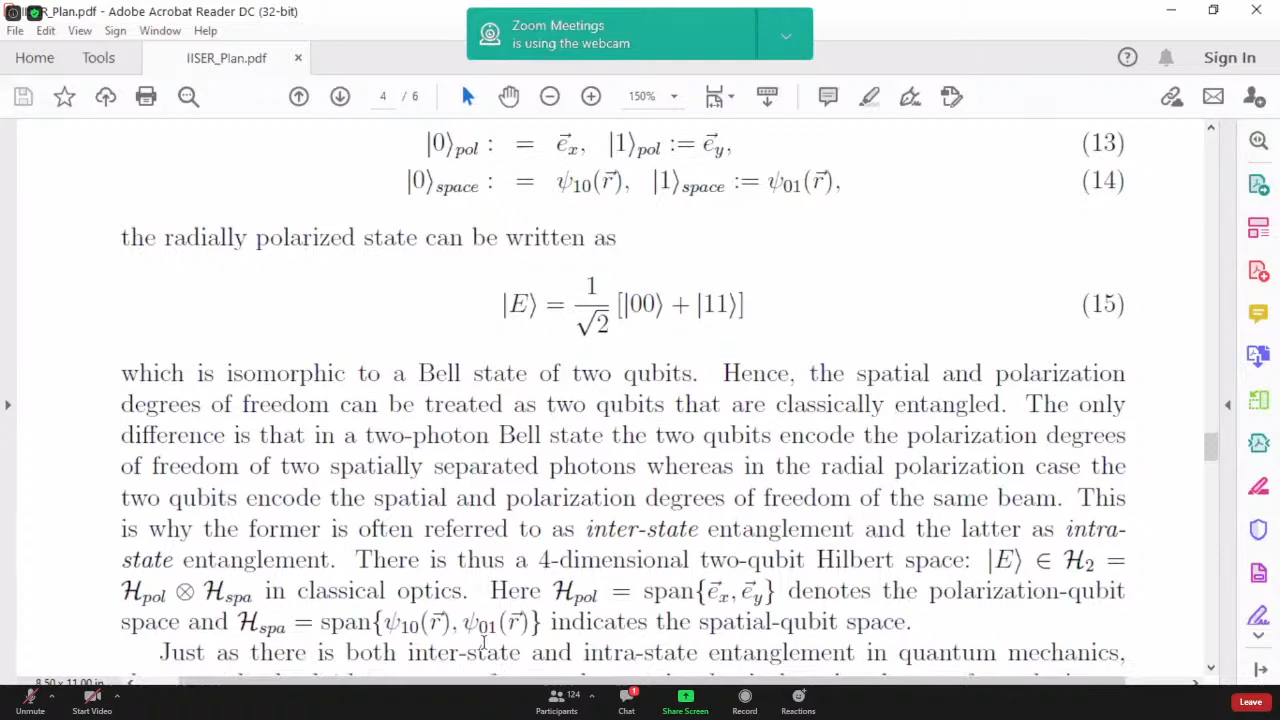 IISER_Plan.pdf - Adobe Acrobat Reader DC (32-bit)
Zoom Meetings
is using the webcam
File Edit View Sign Window Help
Home Tools IISER_Plan.pdf × Sign In
4 / 6 150%
|0⟩pol : = e⃗x, |1⟩pol := e⃗y, (13)
|0⟩space : = ψ10(r⃗), |1⟩space := ψ01(r⃗), (14)
the radially polarized state can be written as
|E⟩ = 1/√2 [|00⟩ + |11⟩] (15)
which is isomorphic to a Bell state of two qubits. Hence, the spatial and polarization
degrees of freedom can be treated as two qubits that are classically entangled. The only
difference is that in a two-photon Bell state the two qubits encode the polarization degrees
of freedom of two spatially separated photons whereas in the radial polarization case the
two qubits encode the spatial and polarization degrees of freedom of the same beam. This
is why the former is often referred to as inter-state entanglement and the latter as intra-
state entanglement. There is thus a 4-dimensional two-qubit Hilbert space: |E⟩ ∈ ℋ2 =
ℋpol ⊗ ℋspa in classical optics. Here ℋpol = span{e⃗x, e⃗y} denotes the polarization-qubit
space and ℋspa = span{ψ10(r⃗), ψ01(r⃗)} indicates the spatial-qubit space.
Just as there is both inter-state and intra-state entanglement in quantum mechanics,
8.50 x 11.00 in
124 1
Unmute Start Video Participants Chat Share Screen Record Reactions Leave